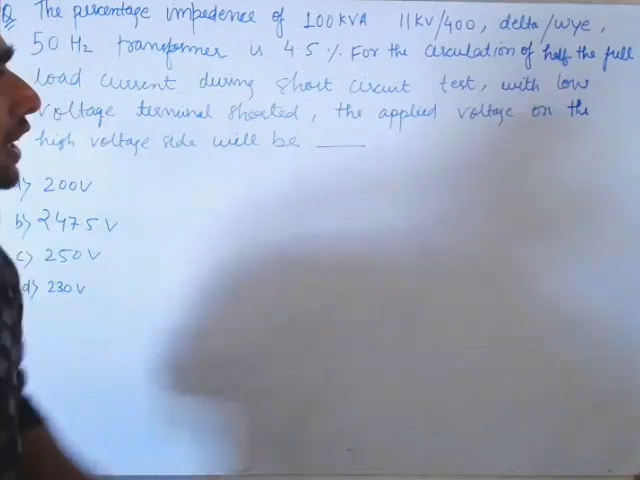 Q The percentage impedence of 100KVA 11KV/400, delta/wye,
50 Hz transformer is 4.5 %. For the circulation of half the full
load current during short circuit test, with low
voltage terminal shorted, the applied voltage on the
high voltage side will be ____
a) 200V
b) 247.5 V
c) 250V
d) 230V